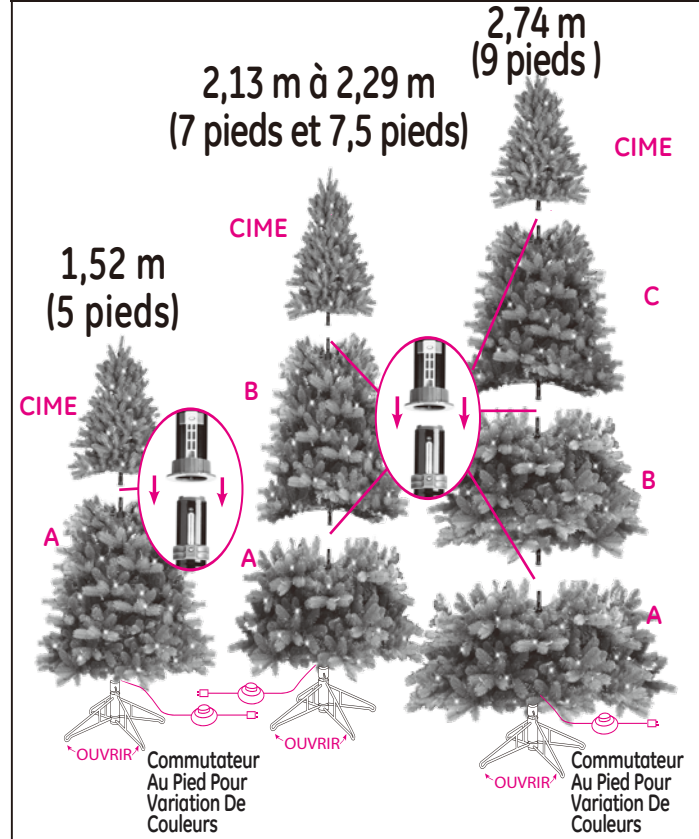 2,74 m
(9 pieds )
2,13 m à 2,29 m
(7 pieds et 7,5 pieds)
1,52 m
(5 pieds)
CIME
A
OUVRIR
Commutateur
Au Pied Pour
Variation De
Couleurs
CIME
B
A
OUVRIR
CIME
C
B
A
OUVRIR
Commutateur
Au Pied Pour
Variation De
Couleurs